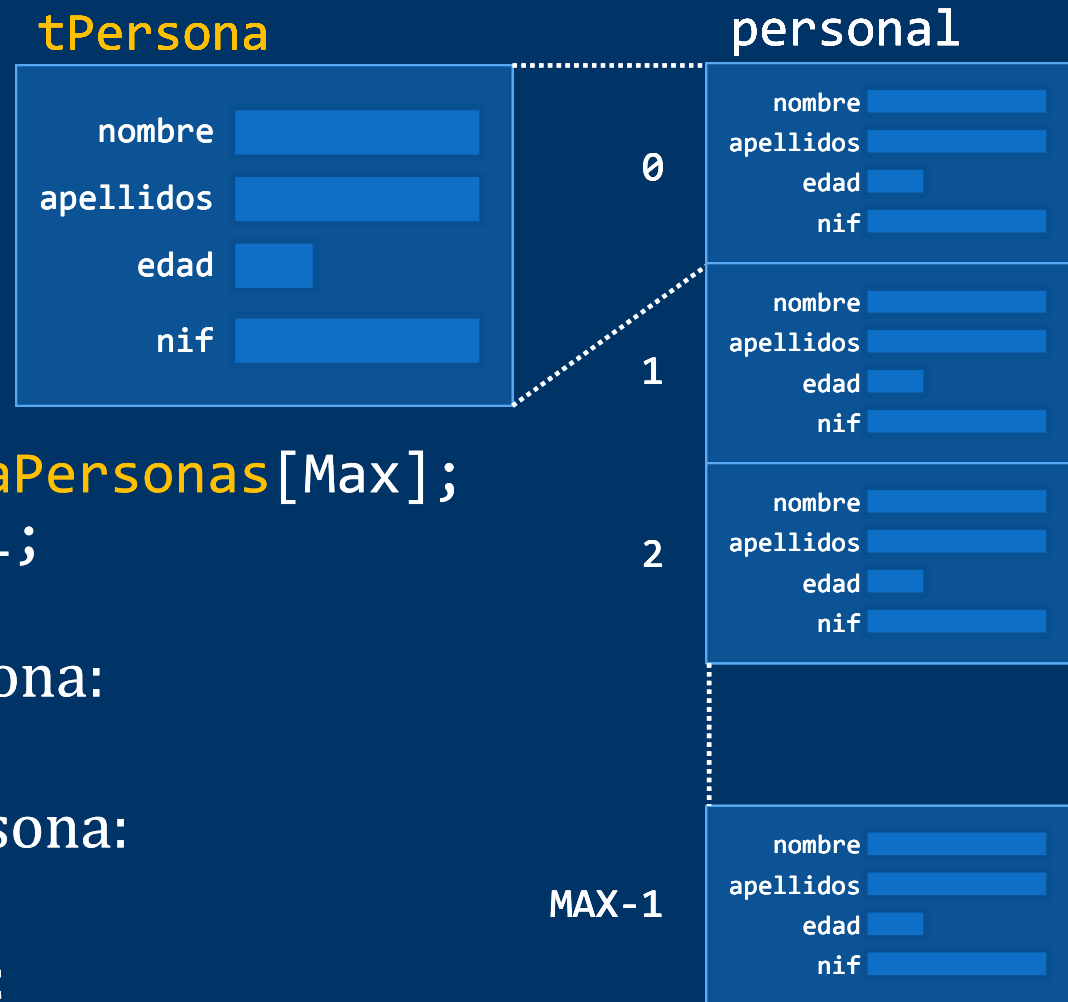 tPersona
nombre
apellidos
edad
nif
aPersonas[Max];
;
ona:
sona:
:
personal
0
nombre
apellidos
edad
nif
1
nombre
apellidos
edad
nif
2
nombre
apellidos
edad
nif
MAX-1
nombre
apellidos
edad
nif